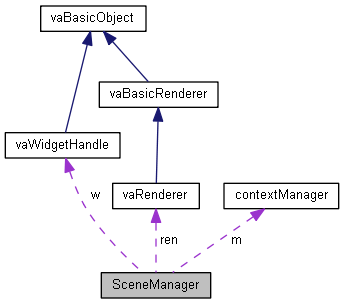 vaBasicObject
vaBasicRenderer
vaWidgetHandle
vaRenderer
contextManager
w
ren
m
SceneManager